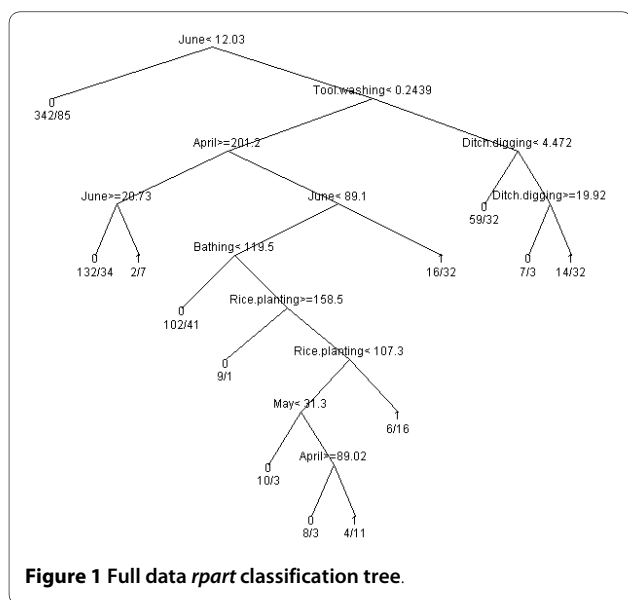 June< 12.03
0
342/85
Tool.washing< 0.2439
April>=201.2
Ditch.digging< 4.472
June>=20.73
June< 89.1
0
59/32
Ditch.digging>=19.92
0
132/34
1
2/7
Bathing< 119.5
1
16/32
0
7/3
1
14/32
0
102/41
Rice.planting>=158.5
0
9/1
Rice.planting< 107.3
May< 31.3
1
6/16
0
10/3
April>=89.02
0
8/3
1
4/11
Figure 1 Full data rpart classification tree.